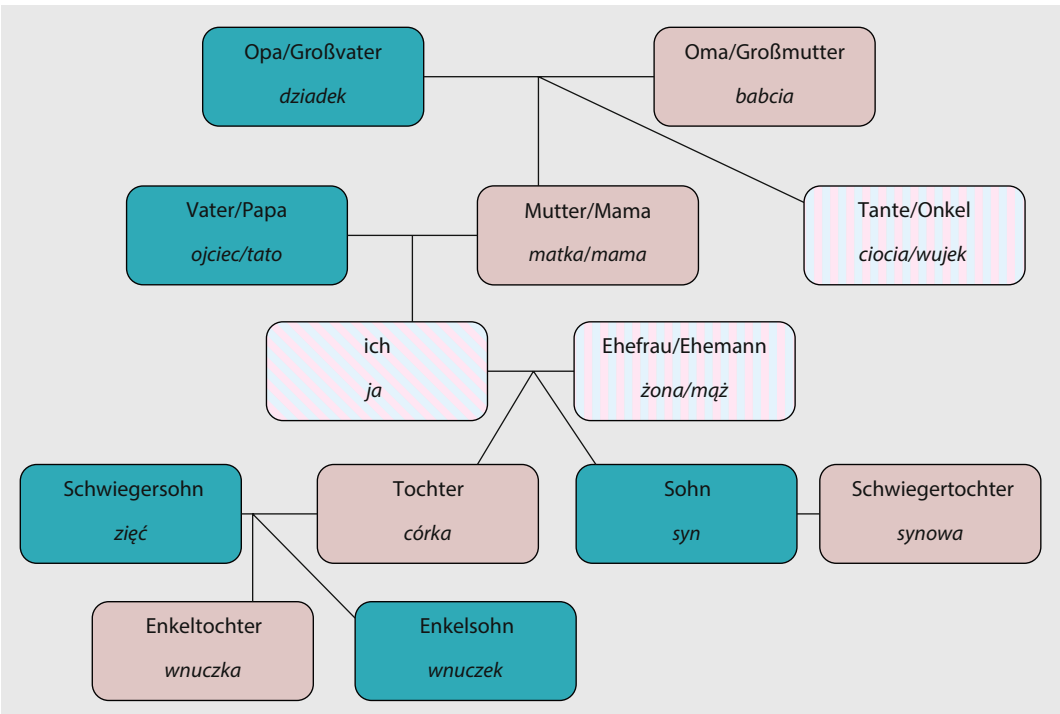 Opa/Großvater
dziadek
Oma/Großmutter
babcia
Vater/Papa
ojciec/tato
Mutter/Mama
matka/mama
Tante/Onkel
ciocia/wujek
ich
ja
Ehefrau/Ehemann
żona/mąż
Schwiegersohn
zięć
Tochter
córka
Sohn
syn
Schwiegertochter
synowa
Enkeltochter
wnuczka
Enkelsohn
wnuczek